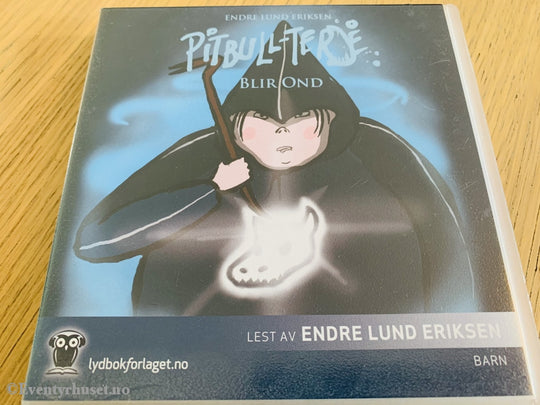 ENDRE LUND ERIKSEN
PITBULL-TERJE
BLIR OND
LEST AV ENDRE LUND ERIKSEN
lydbokforlaget.no
BARN
© Eventyrhuset.no